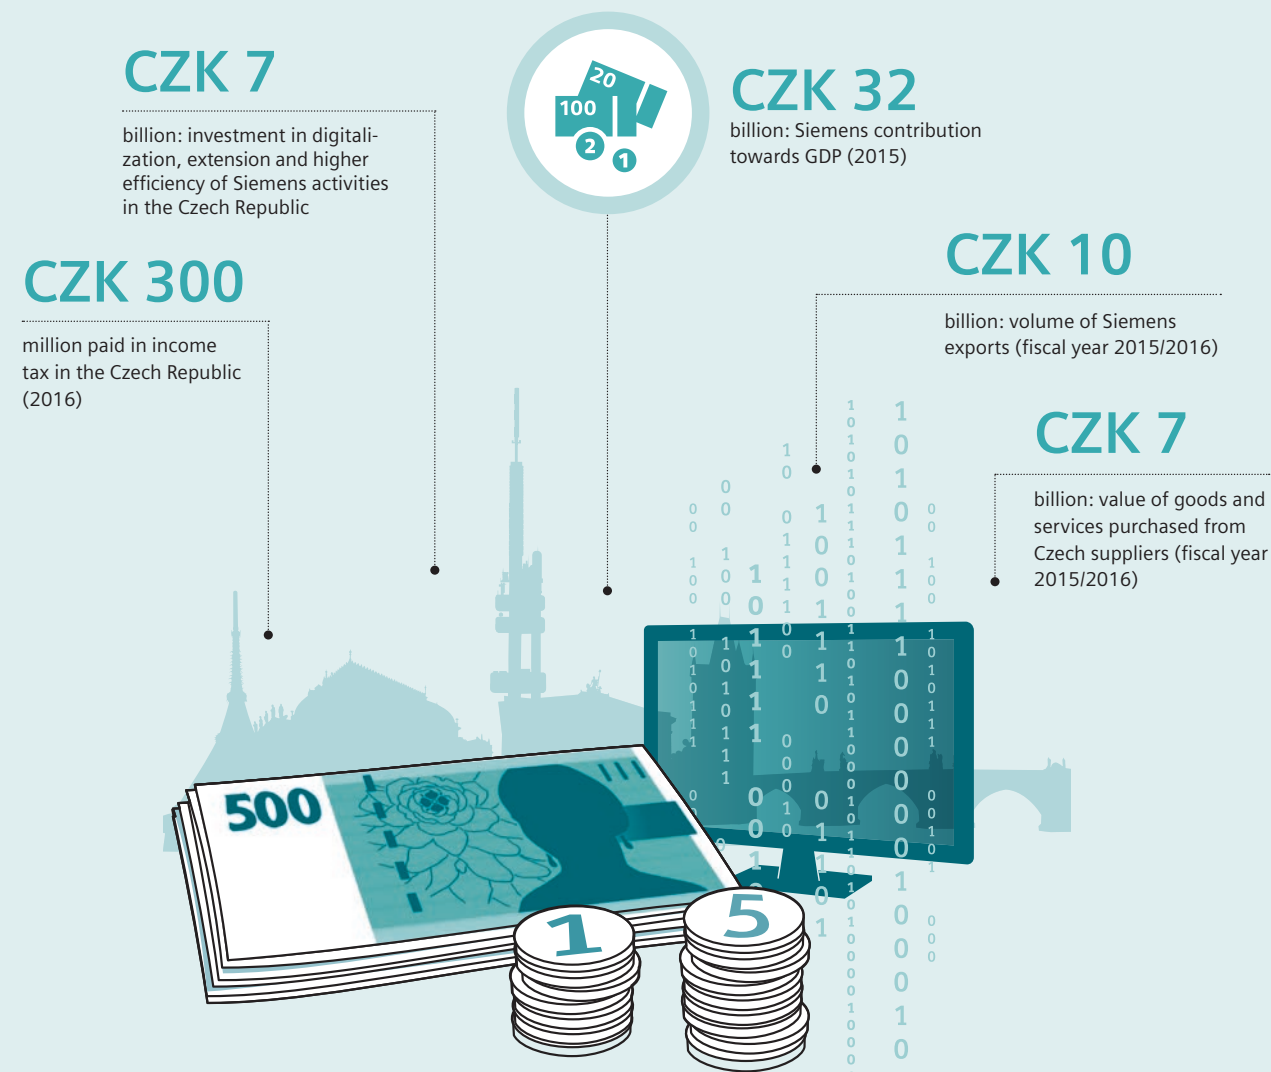 CZK 7
billion: investment in digitali-
zation, extension and higher
efficiency of Siemens activities
in the Czech Republic
20
100
2
1
CZK 32
billion: Siemens contribution
towards GDP (2015)
CZK 300
million paid in income
tax in the Czech Republic
(2016)
CZK 10
billion: volume of Siemens
exports (fiscal year 2015/2016)
CZK 7
billion: value of goods and
services purchased from
Czech suppliers (fiscal year
2015/2016)
500
1
5